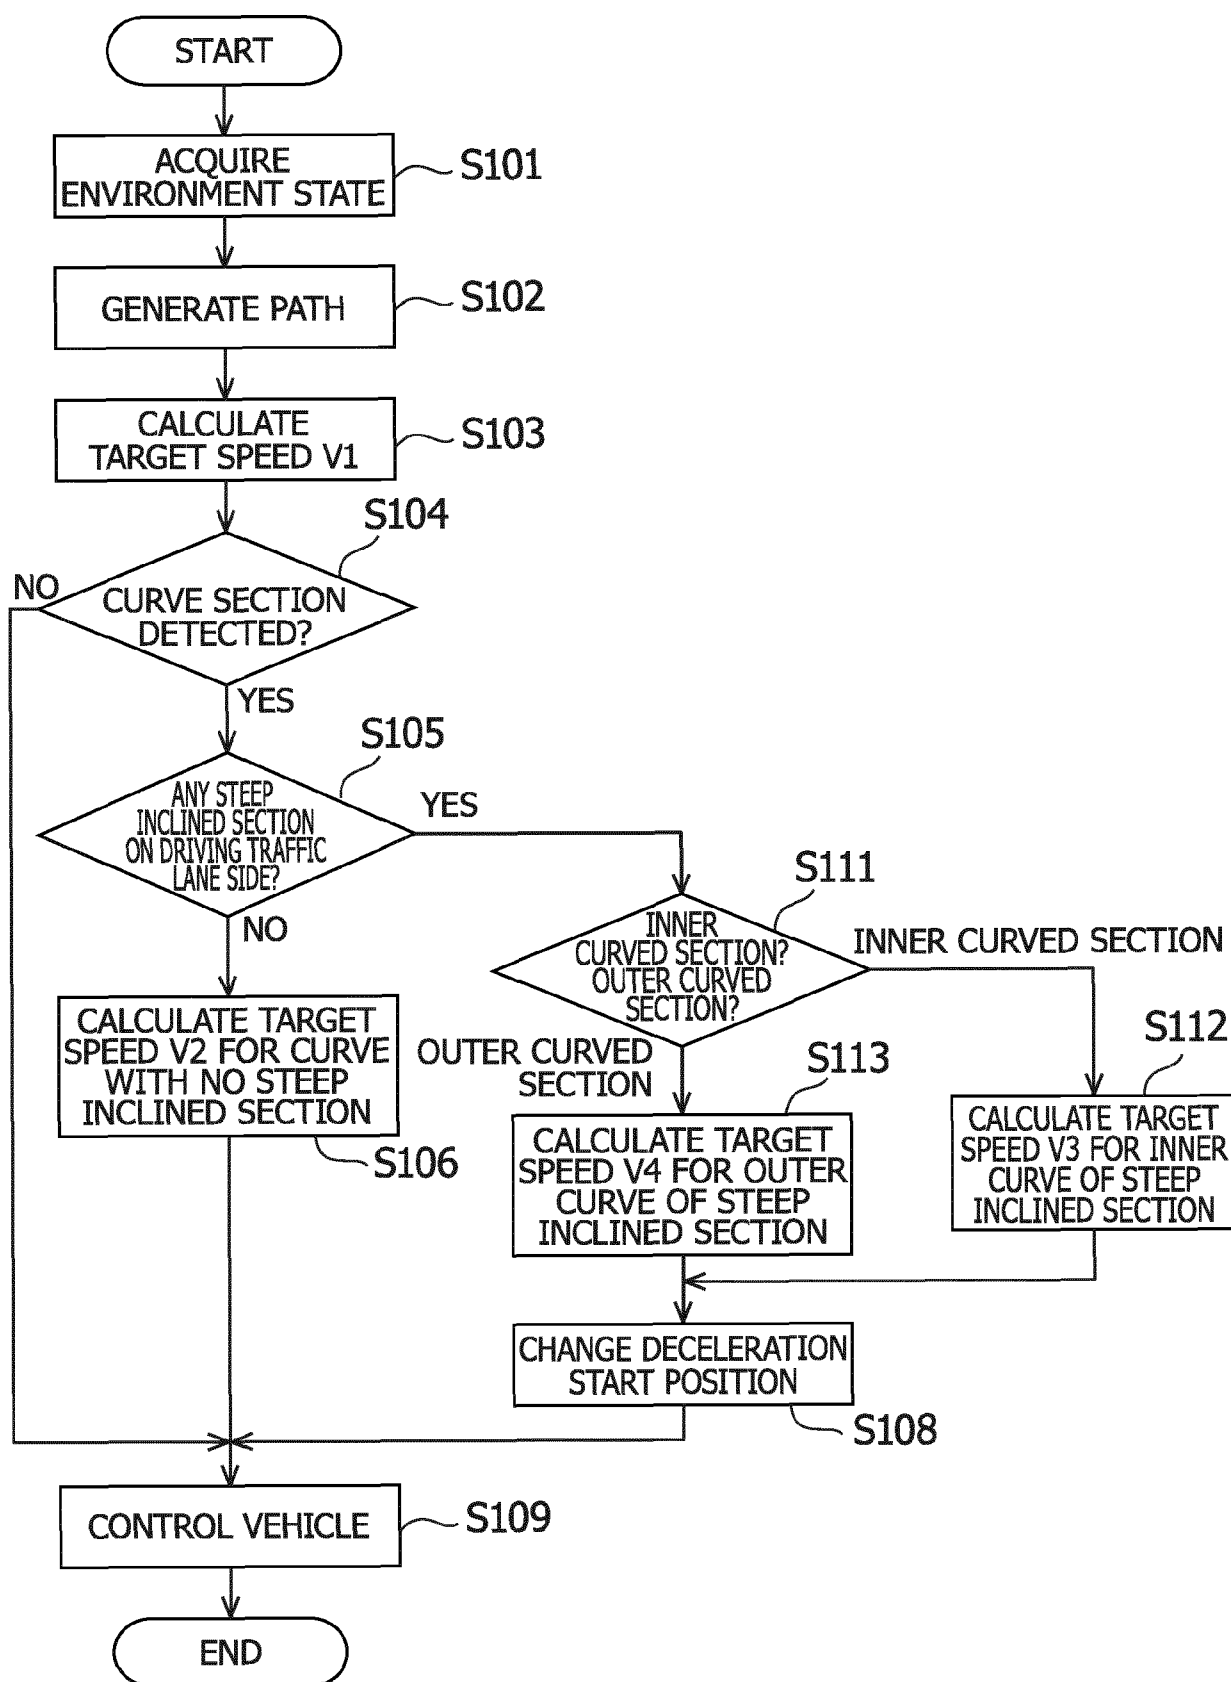 START
ACQUIRE
ENVIRONMENT STATE
S101
GENERATE PATH
S102
CALCULATE
TARGET SPEED V1
S103
S104
NO
CURVE SECTION
DETECTED?
YES
S105
ANY STEEP
INCLINED SECTION
ON DRIVING TRAFFIC
LANE SIDE?
YES
NO
S111
INNER
CURVED SECTION?
OUTER CURVED
SECTION?
INNER CURVED SECTION
CALCULATE TARGET
SPEED V2 FOR CURVE
WITH NO STEEP
INCLINED SECTION
S106
OUTER CURVED
SECTION
S113
CALCULATE TARGET
SPEED V4 FOR OUTER
CURVE OF STEEP
INCLINED SECTION
S112
CALCULATE TARGET
SPEED V3 FOR INNER
CURVE OF STEEP
INCLINED SECTION
CHANGE DECELERATION
START POSITION
S108
CONTROL VEHICLE
S109
END